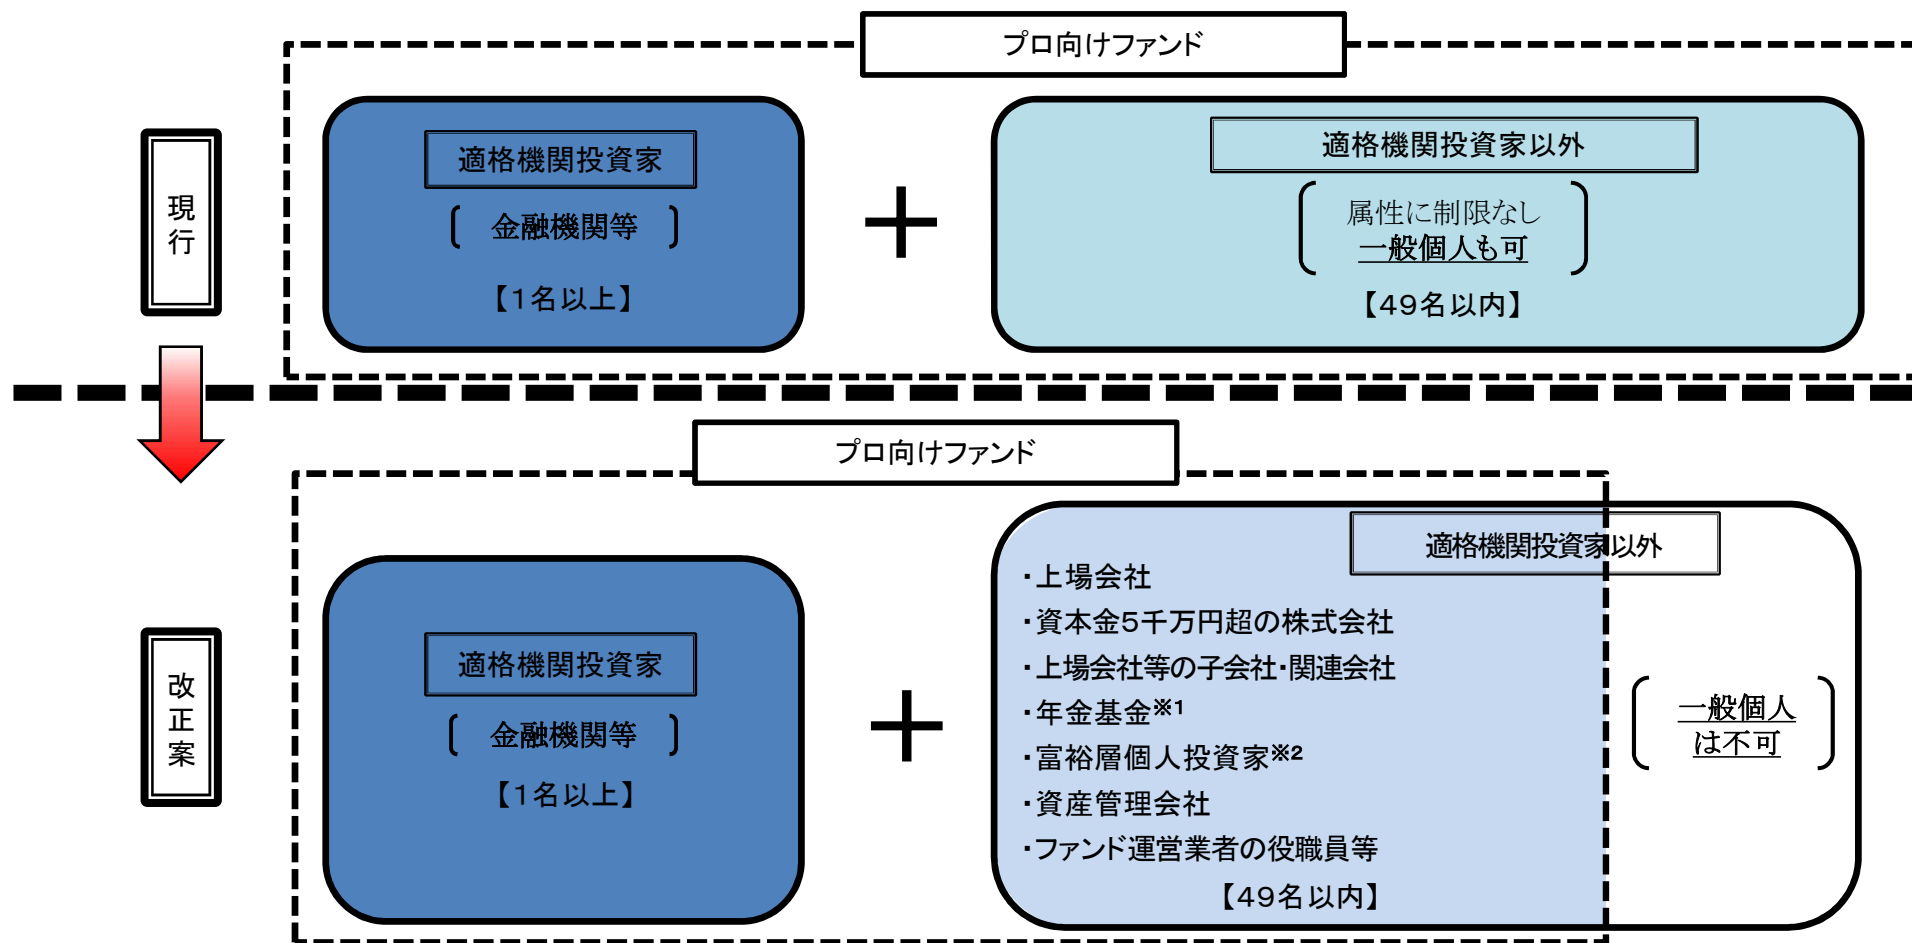 プロ向けファンド
現行
適格機関投資家
金融機関等
【1名以上】
＋
適格機関投資家以外
属性に制限なし
一般個人も可
【49名以内】
プロ向けファンド
改正案
適格機関投資家
金融機関等
【1名以上】
＋
適格機関投資家以外
・上場会社
・資本金5千万円超の株式会社
・上場会社等の子会社・関連会社
・年金基金※1
・富裕層個人投資家※2
・資産管理会社
・ファンド運営業者の役職員等
【49名以内】
一般個人
は不可